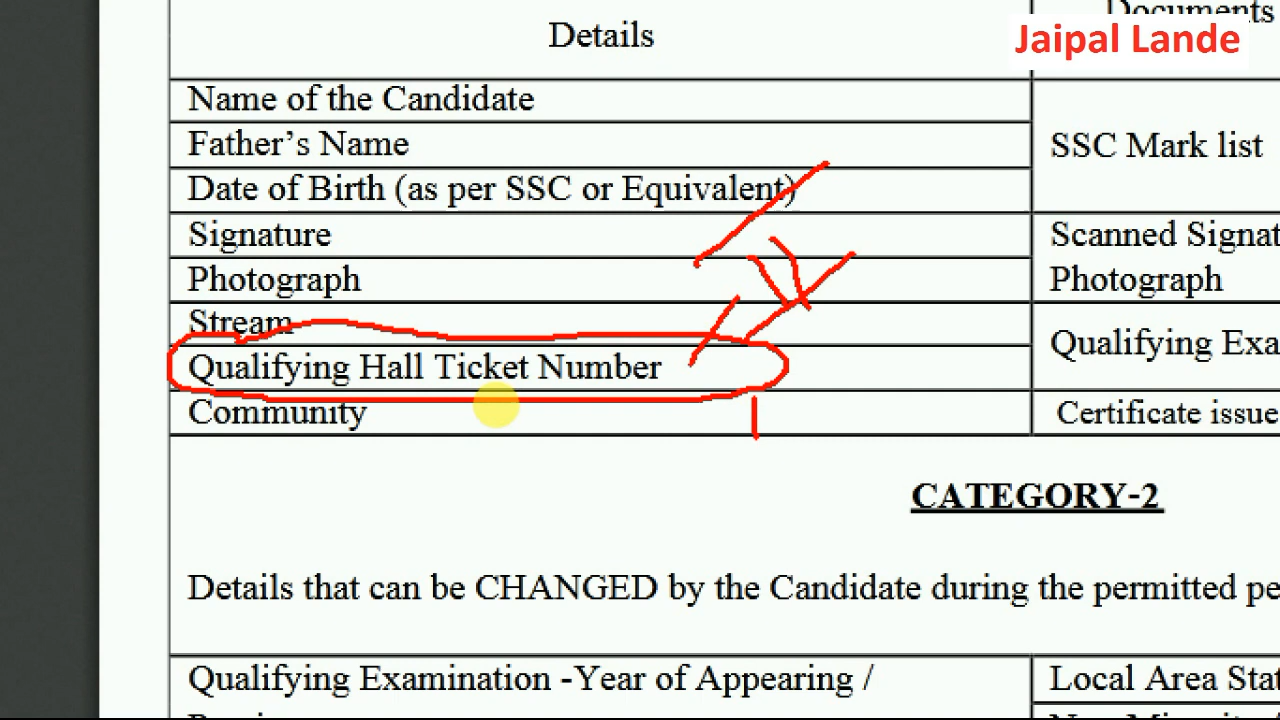 Documents
Jaipal Lande
Details
Name of the Candidate
Father’s Name
SSC Mark list
Date of Birth (as per SSC or Equivalent)
Signature
Scanned Signat
Photograph
Photograph
Stream
Qualifying Exa
Qualifying Hall Ticket Number
Community
Certificate issue
CATEGORY-2
Details that can be CHANGED by the Candidate during the permitted pe
Qualifying Examination -Year of Appearing /
Local Area Stat